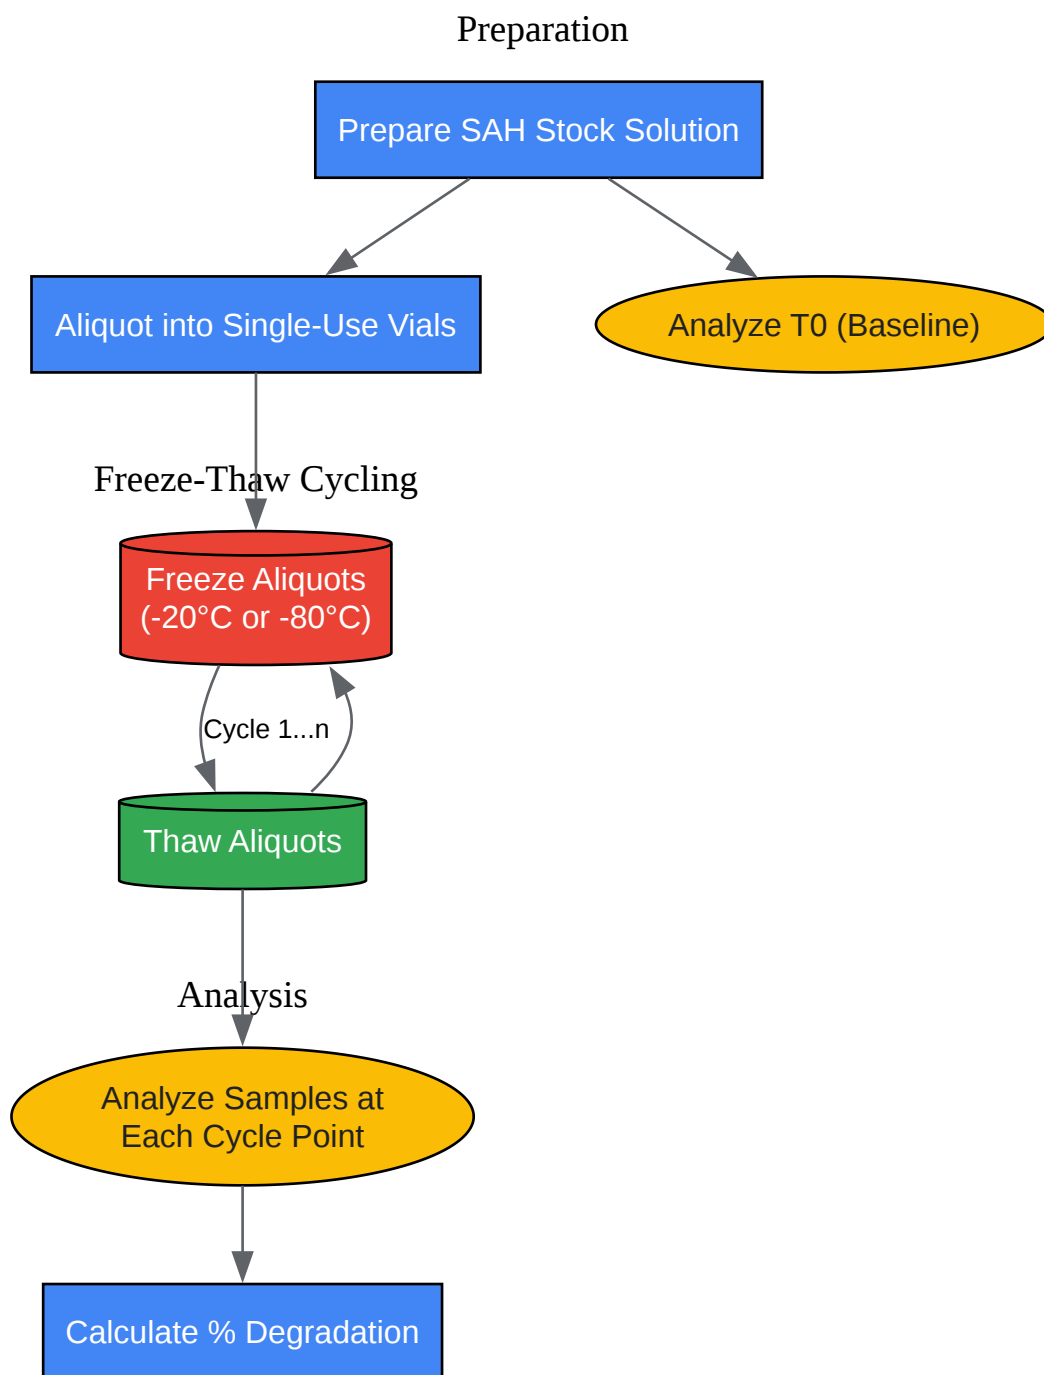 Preparation
Prepare SAH Stock Solution
Aliquot into Single-Use Vials
Analyze T0 (Baseline)
Freeze-Thaw Cycling
Freeze Aliquots
(-20°C or -80°C)
Cycle 1...n
Thaw Aliquots
Analysis
Analyze Samples at
Each Cycle Point
Calculate % Degradation